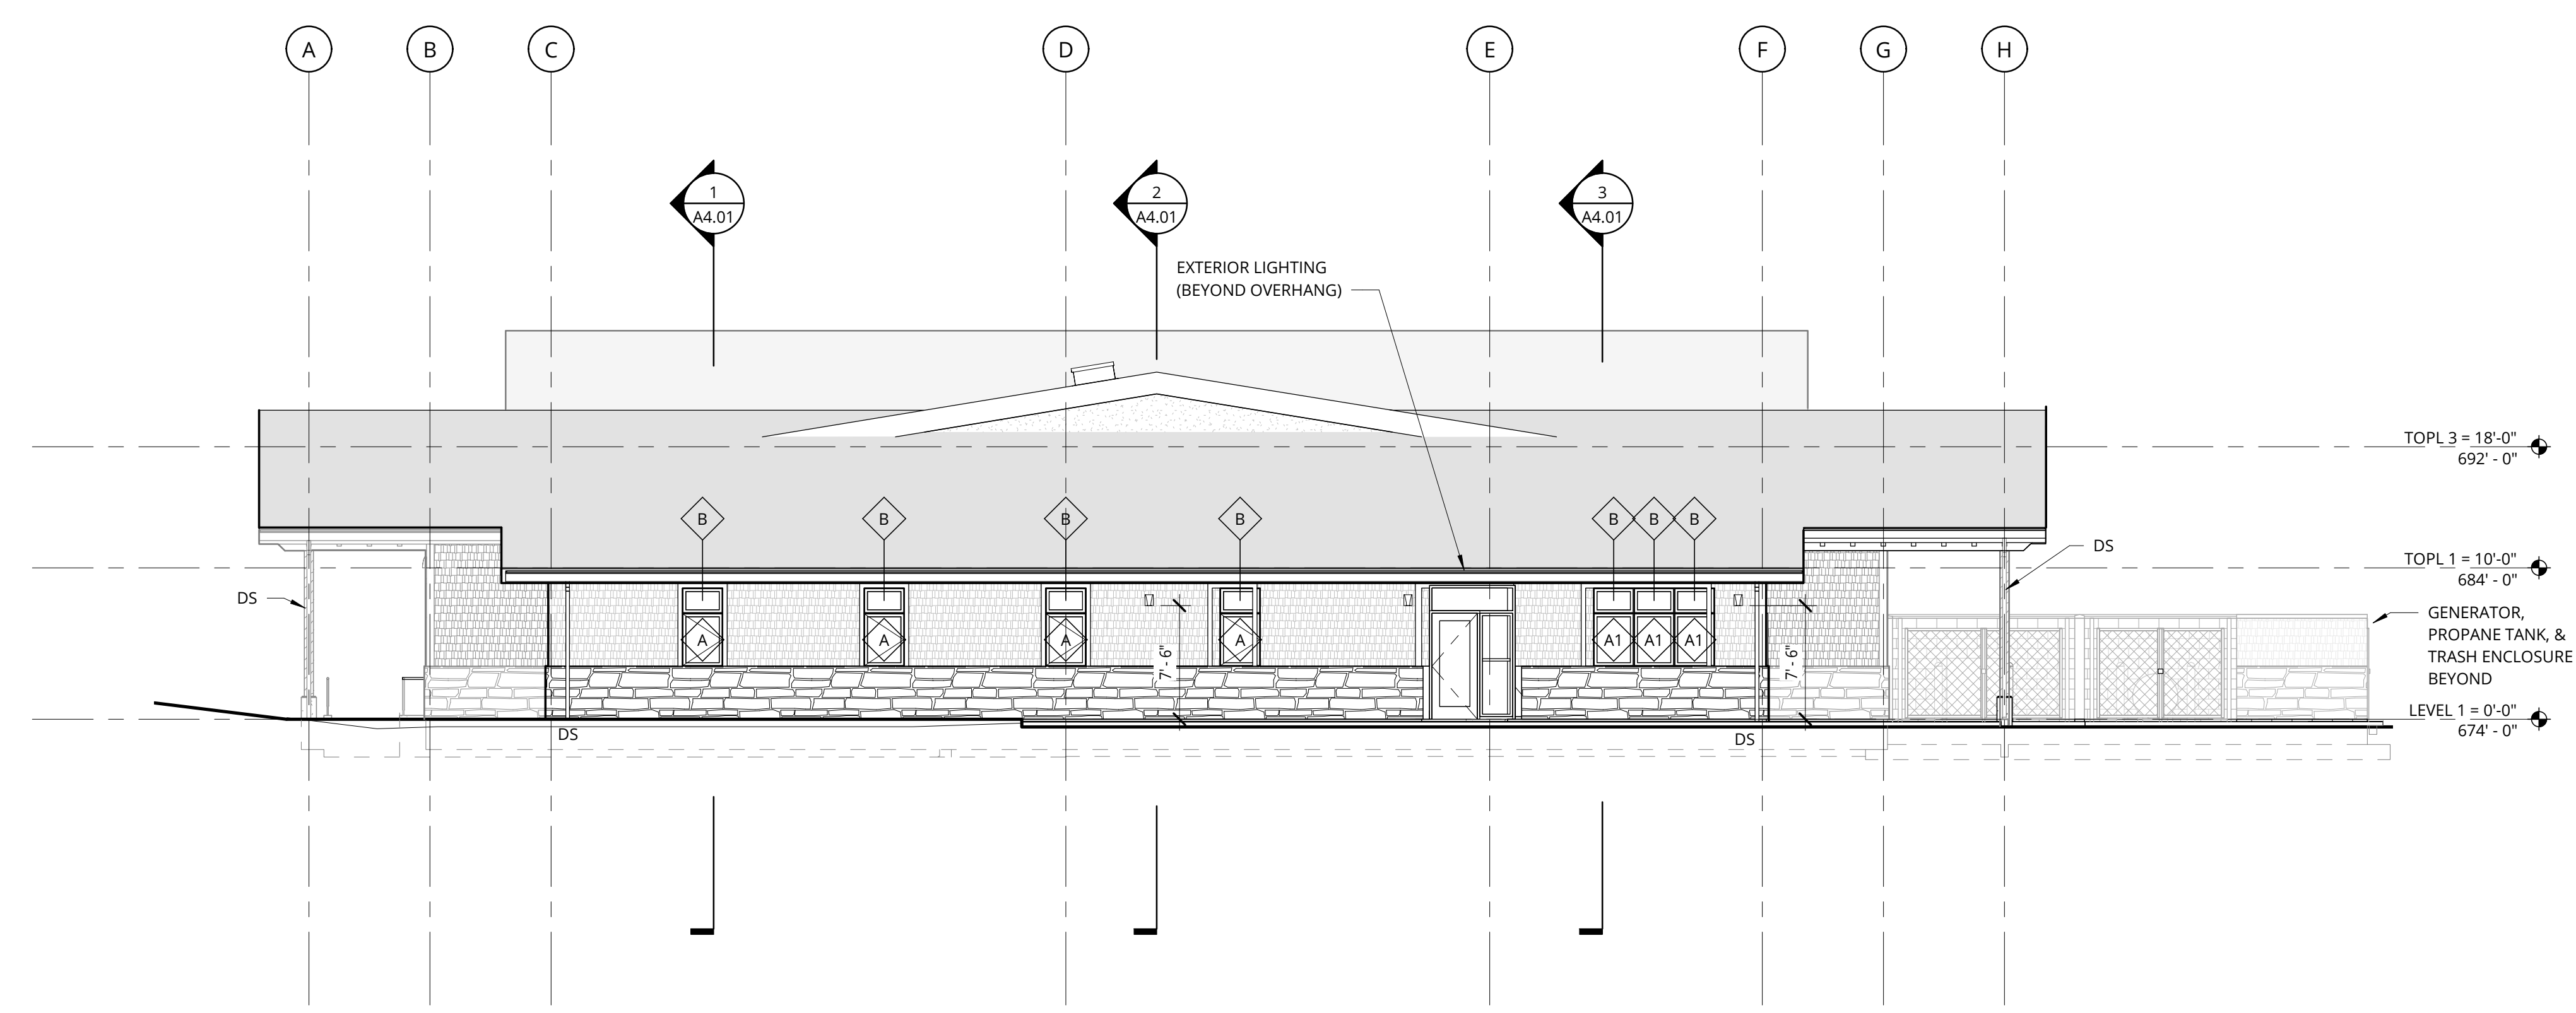 A B C D E F G H
1
A4.01
2
A4.01
3
A4.01
EXTERIOR LIGHTING
(BEYOND OVERHANG)
TOPL 3 = 18'-0"
692' - 0"
B B B B B B B
DS
TOPL 1 = 10'-0"
684' - 0"
DS
GENERATOR,
PROPANE TANK, &
TRASH ENCLOSURE
BEYOND
A A A A A1 A1 A1
7' - 6"
7' - 6"
LEVEL 1 = 0'-0"
674' - 0"
DS
DS